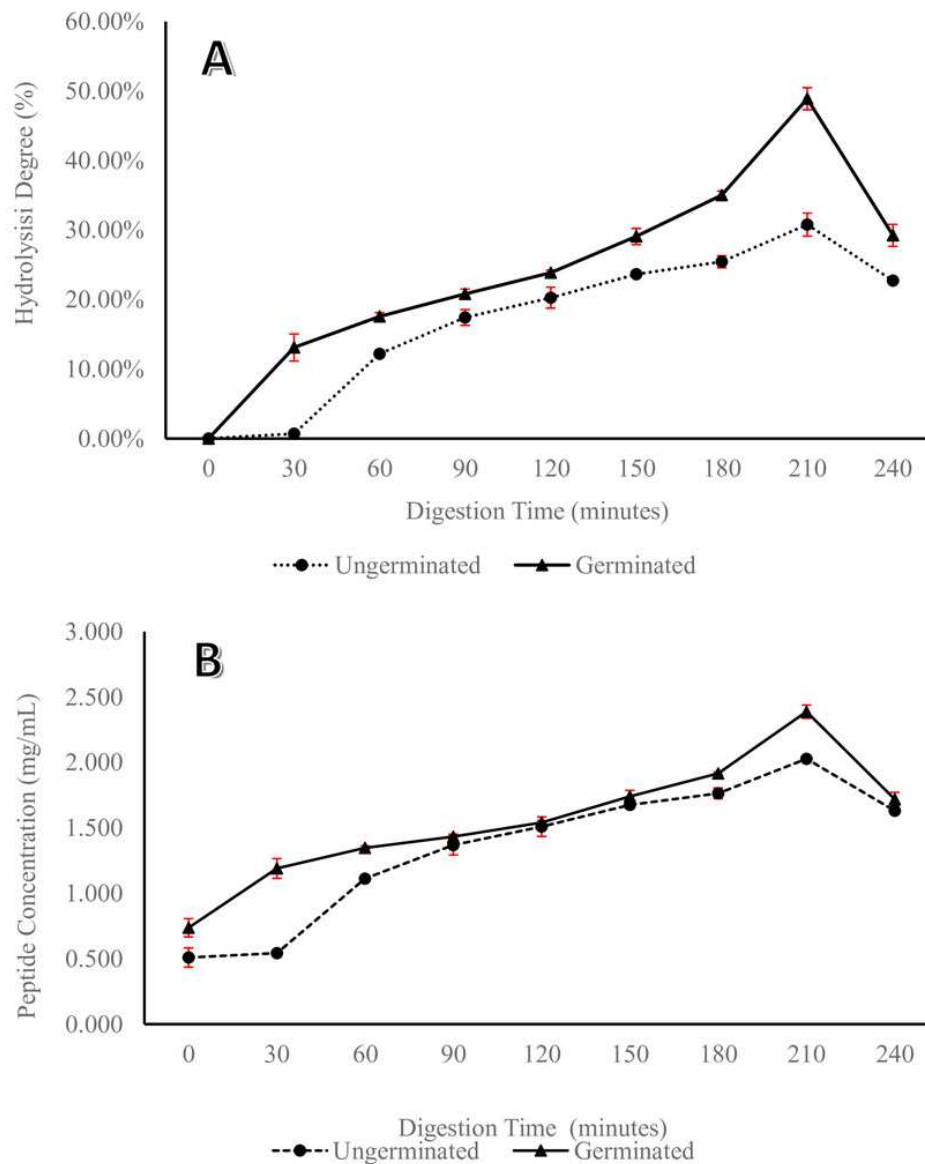 A
Hydrolysisi Degree (%)
60.00%
50.00%
40.00%
30.00%
20.00%
10.00%
0.00%
0 30 60 90 120 150 180 210 240
Digestion Time (minutes)
Ungerminated Germinated
B
Peptide Concentration (mg/mL)
3.000
2.500
2.000
1.500
1.000
0.500
0.000
0 30 60 90 120 150 180 210 240
Digestion Time (minutes)
Ungerminated Germinated